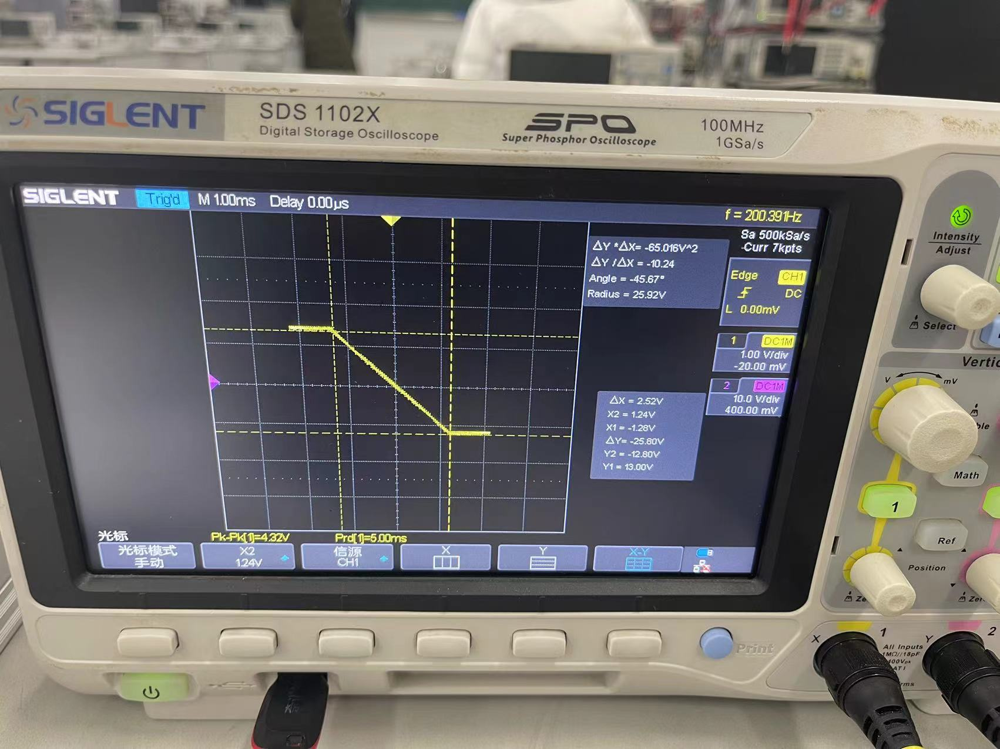 SIGLENT
SDS 1102X
Digital Storage Oscilloscope
SPO
Super Phosphor Oscilloscope
100MHz
1GSa/s
SIGLENT Trig'd M 1.00ms Delay 0.00µs
f = 200.391Hz
Sa 500kSa/s
Curr 7kpts
ΔY *ΔX= -65.016V^2
ΔY /ΔX = -10.24
Angle = -45.67°
Radius = 25.92V
Edge CH1
DC
L 0.00mV
1 DC1M
1.00 V/div
-20.00 mV
2 DC1M
10.0 V/div
400.00 mV
ΔX = 2.52V
X2 = 1.24V
X1 = -1.28V
ΔY= -25.80V
Y2 = -12.80V
Y1 = 13.00V
光标
Pk-Pk[1]=4.32V Prd[1]=5.00ms
光标模式
手动
X2
1.24V
信源
CH1
X
Y
X-Y
Intensity
Adjust
Select
V mV
Math
1
Ref
Position
Print
X 1 Y 2
All Inputs
1MΩ//18pF
400Vpk
CAT I